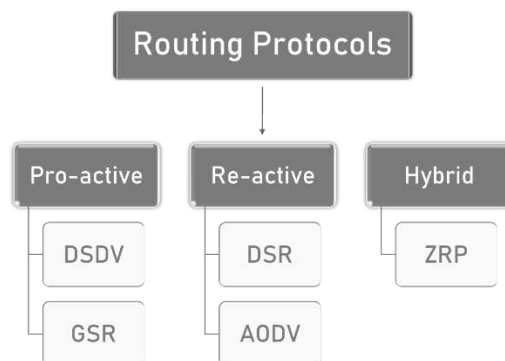 Routing Protocols
Pro-active
Re-active
Hybrid
DSDV
DSR
ZRP
GSR
AODV